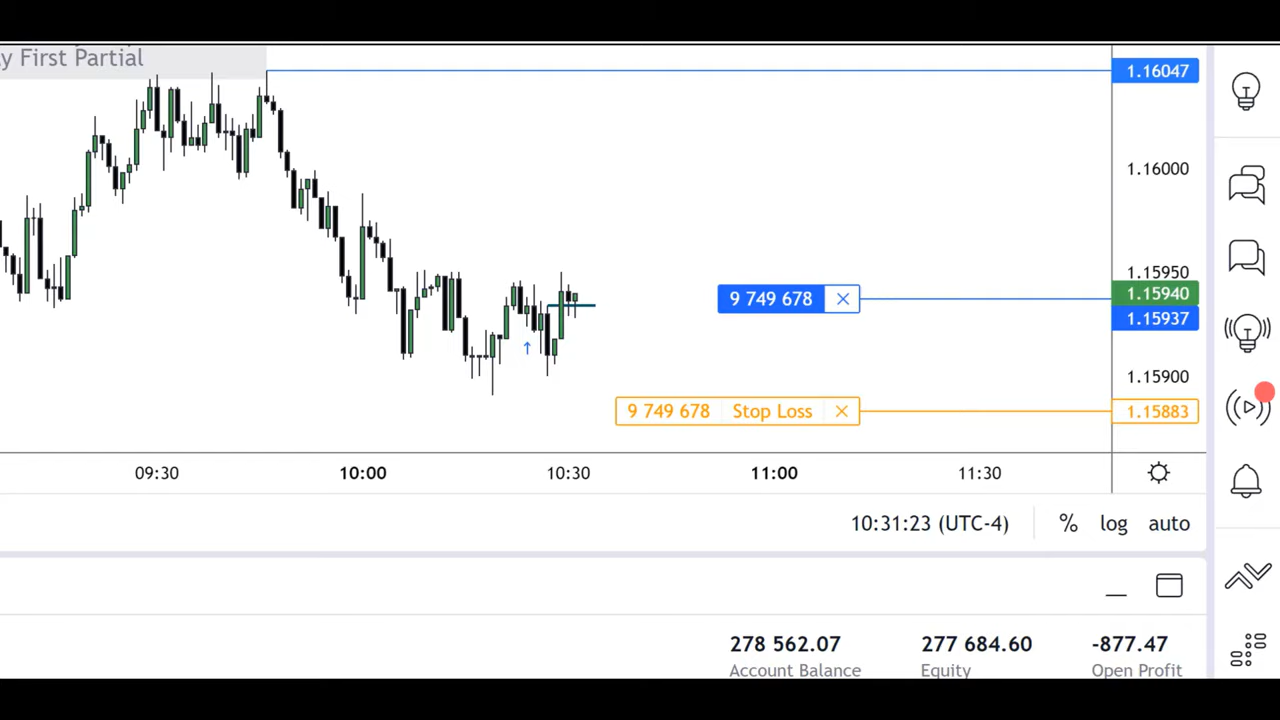 y First Partial
1.16047
1.16000
1.15950
1.15940
9 749 678
1.15937
1.15900
9 749 678 Stop Loss
1.15883
09:30 10:00 10:30 11:00 11:30
10:31:23 (UTC-4) % log auto
278 562.07 277 684.60 -877.47
Account Balance Equity Open Profit